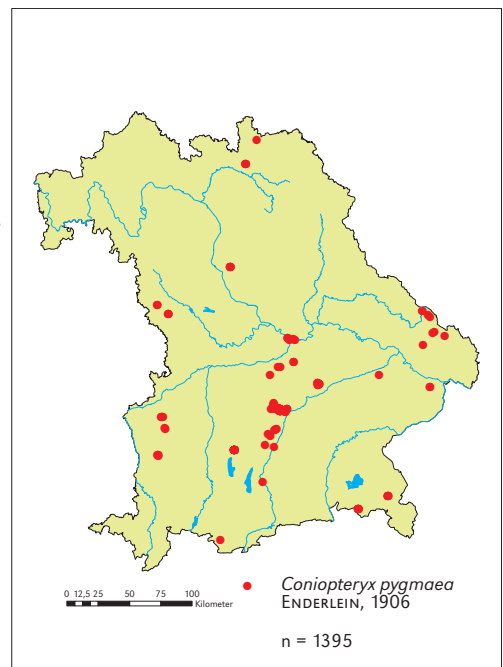 Coniopteryx pygmaea
ENDERLEIN, 1906
0 12,5 25 50 75 100
Kilometer
n = 1395